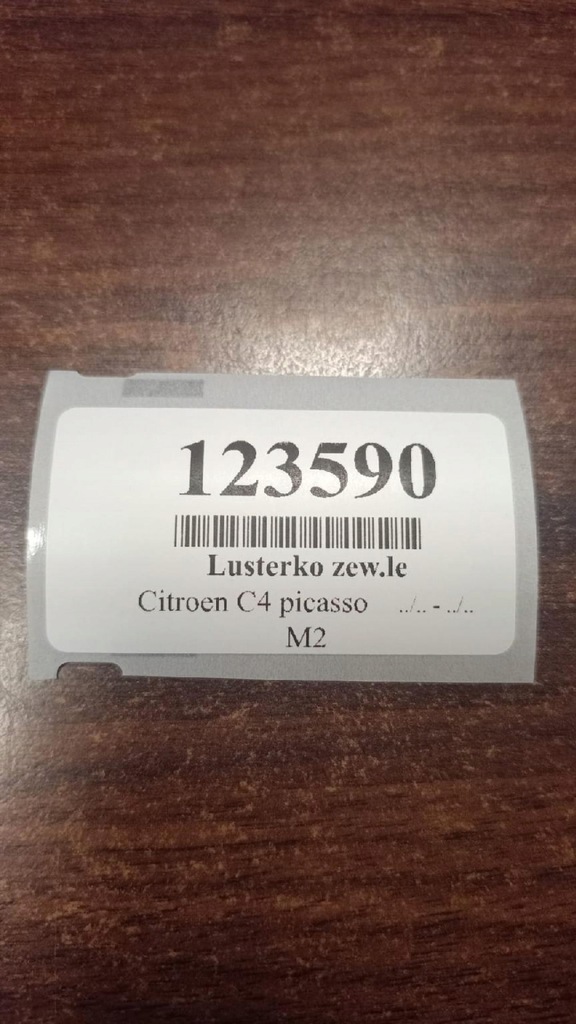 123590
Lusterko zew.le
Citroen C4 picasso ../.. - ../..
M2